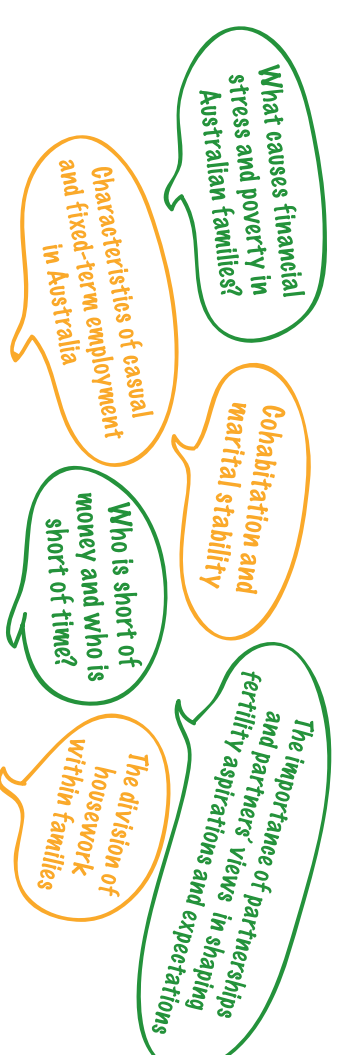 What causes financial
stress and poverty in
Australian families?
Cohabitation and
marital stability
The importance of partnerships
and partners' views in shaping
fertility aspirations and expectations
Characteristics of casual
and fixed-term employment
in Australia
Who is short of
money and who is
short of time?
The division of
housework
within families